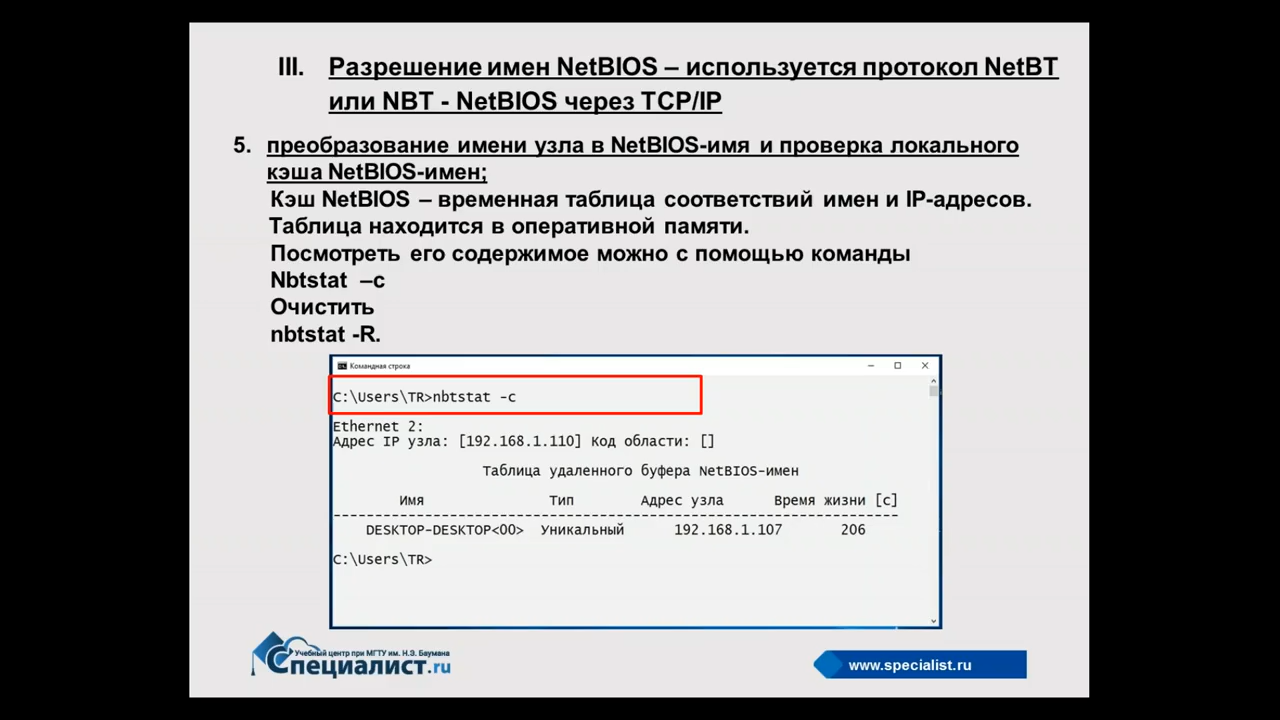 III. Разрешение имен NetBIOS – используется протокол NetBT
или NBT - NetBIOS через TCP/IP
5. преобразование имени узла в NetBIOS-имя и проверка локального
кэша NetBIOS-имен;
Кэш NetBIOS – временная таблица соответствий имен и IP-адресов.
Таблица находится в оперативной памяти.
Посмотреть его содержимое можно с помощью команды
Nbtstat –c
Очистить
nbtstat -R.
Командная строка
C:\Users\TR>nbtstat -c
Ethernet 2:
Адрес IP узла: [192.168.1.110] Код области: []
Таблица удаленного буфера NetBIOS-имен
Имя Тип Адрес узла Время жизни [с]
--------------------------------------------------------------------
DESKTOP-DESKTOP<00> Уникальный 192.168.1.107 206
C:\Users\TR>
Учебный центр при МГТУ им. Н.Э. Баумана
Специалист.ru
www.specialist.ru